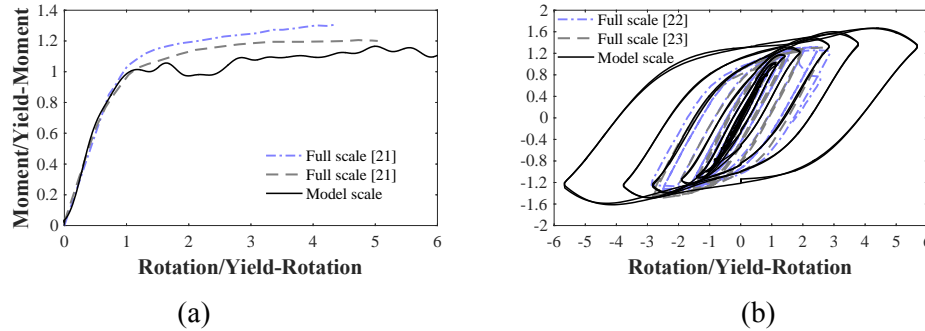 1.4
1.2
1
0.8
0.6
0.4
0.2
0
0 1 2 3 4 5 6
Moment/Yield-Moment
Rotation/Yield-Rotation
Full scale [21]
Full scale [21]
Model scale
(a)
2
1.6
1.2
0.8
0.4
0
-0.4
-0.8
-1.2
-1.6
-2
-6 -5 -4 -3 -2 -1 0 1 2 3 4 5 6
Rotation/Yield-Rotation
Full scale [22]
Full scale [23]
Model scale
(b)